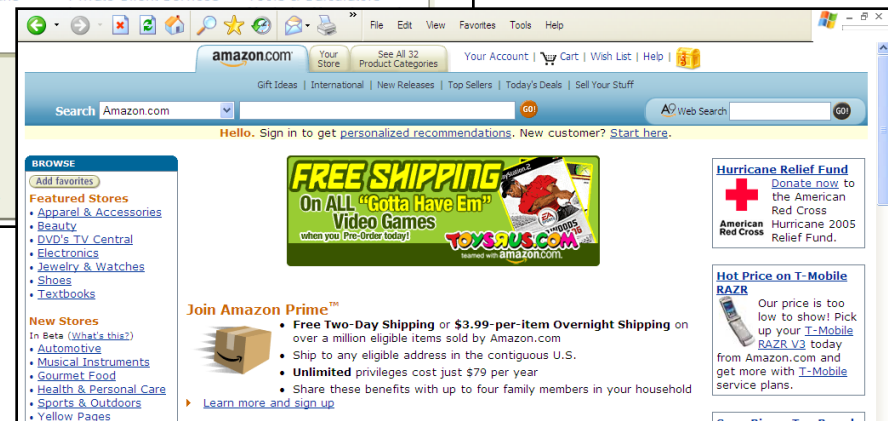 File Edit View Favorites Tools Help
amazon.com
Your Store
See All 32 Product Categories
Your Account | Cart | Wish List | Help |
Gift Ideas | International | New Releases | Top Sellers | Today's Deals | Sell Your Stuff
Search Amazon.com GO! A9 Web Search GO!
Hello. Sign in to get personalized recommendations. New customer? Start here.
BROWSE
Add favorites
Featured Stores
• Apparel & Accessories
• Beauty
• DVD's TV Central
• Electronics
• Jewelry & Watches
• Shoes
• Textbooks
New Stores
In Beta (What's this?)
• Automotive
• Musical Instruments
• Gourmet Food
• Health & Personal Care
• Sports & Outdoors
• Yellow Pages
FREE SHIPPING
On ALL "Gotta Have Em"
Video Games
when you Pre-Order today!
TOYSRUS.COM
teamed with amazon.com.
PlayStation.2
EA SPORTS
Join Amazon Prime™
• Free Two-Day Shipping or $3.99-per-item Overnight Shipping on
over a million eligible items sold by Amazon.com
• Ship to any eligible address in the contiguous U.S.
• Unlimited privileges cost just $79 per year
• Share these benefits with up to four family members in your household
Learn more and sign up
Hurricane Relief Fund
Donate now to
the American
Red Cross
Hurricane 2005
Relief Fund.
American
Red Cross
Hot Price on T-Mobile
RAZR
Our price is too
low to show! Pick
up your T-Mobile
RAZR V3 today
from Amazon.com and
get more with T-Mobile
service plans.